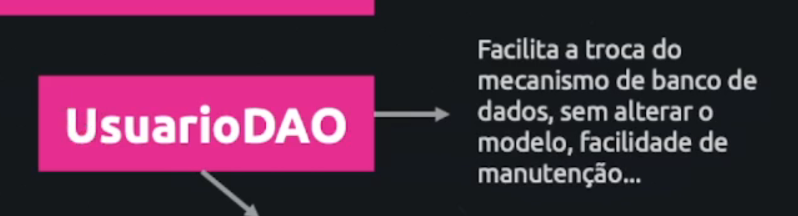 UsuarioDAO
Facilita a troca do
mecanismo de banco de
dados, sem alterar o
modelo, facilidade de
manutenção...